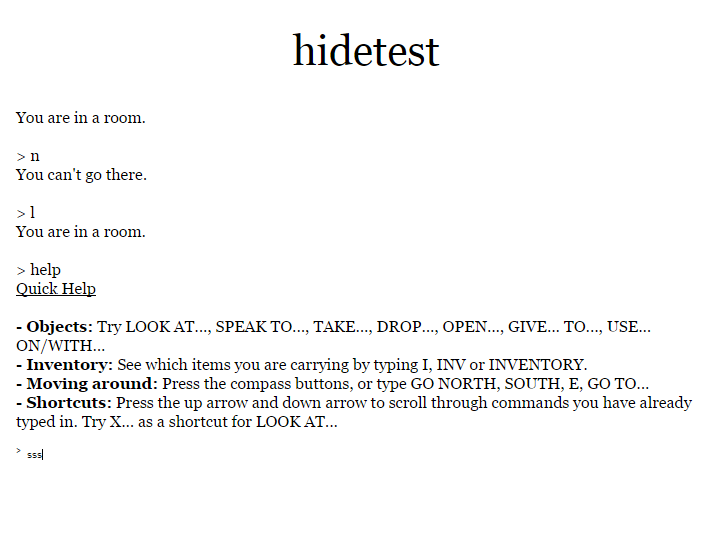 hidetest
You are in a room.
> n
You can't go there.
> l
You are in a room.
> help
Quick Help
- Objects: Try LOOK AT..., SPEAK TO..., TAKE..., DROP..., OPEN..., GIVE... TO..., USE...
ON/WITH...
- Inventory: See which items you are carrying by typing I, INV or INVENTORY.
- Moving around: Press the compass buttons, or type GO NORTH, SOUTH, E, GO TO...
- Shortcuts: Press the up arrow and down arrow to scroll through commands you have already
typed in. Try X... as a shortcut for LOOK AT...
> sss